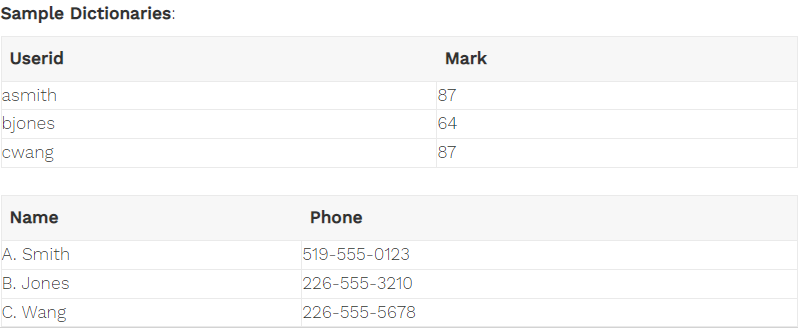 Sample Dictionaries:
Userid Mark
asmith 87
bjones 64
cwang 87
Name Phone
A. Smith 519-555-0123
B. Jones 226-555-3210
C. Wang 226-555-5678